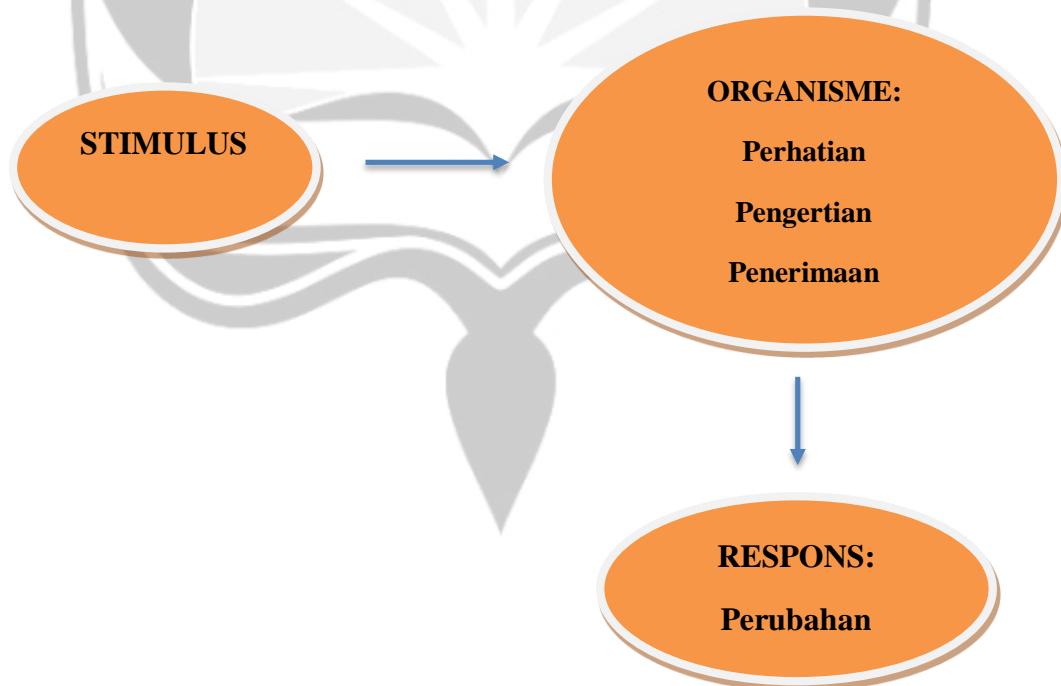 STIMULUS
ORGANISME:
Perhatian
Pengertian
Penerimaan
RESPONS:
Perubahan